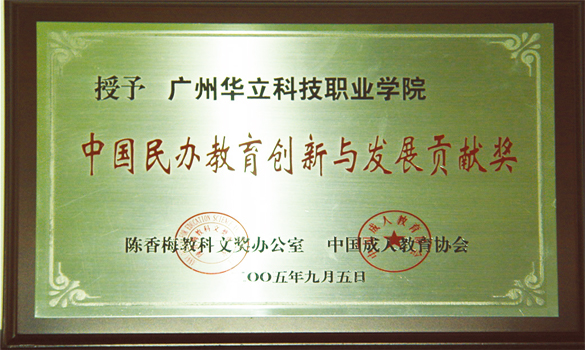 授予 广州华立科技职业学院
中国民办教育创新与发展贡献奖
陈香梅教科文奖办公室 中国成人教育协会
二〇〇五年九月五日